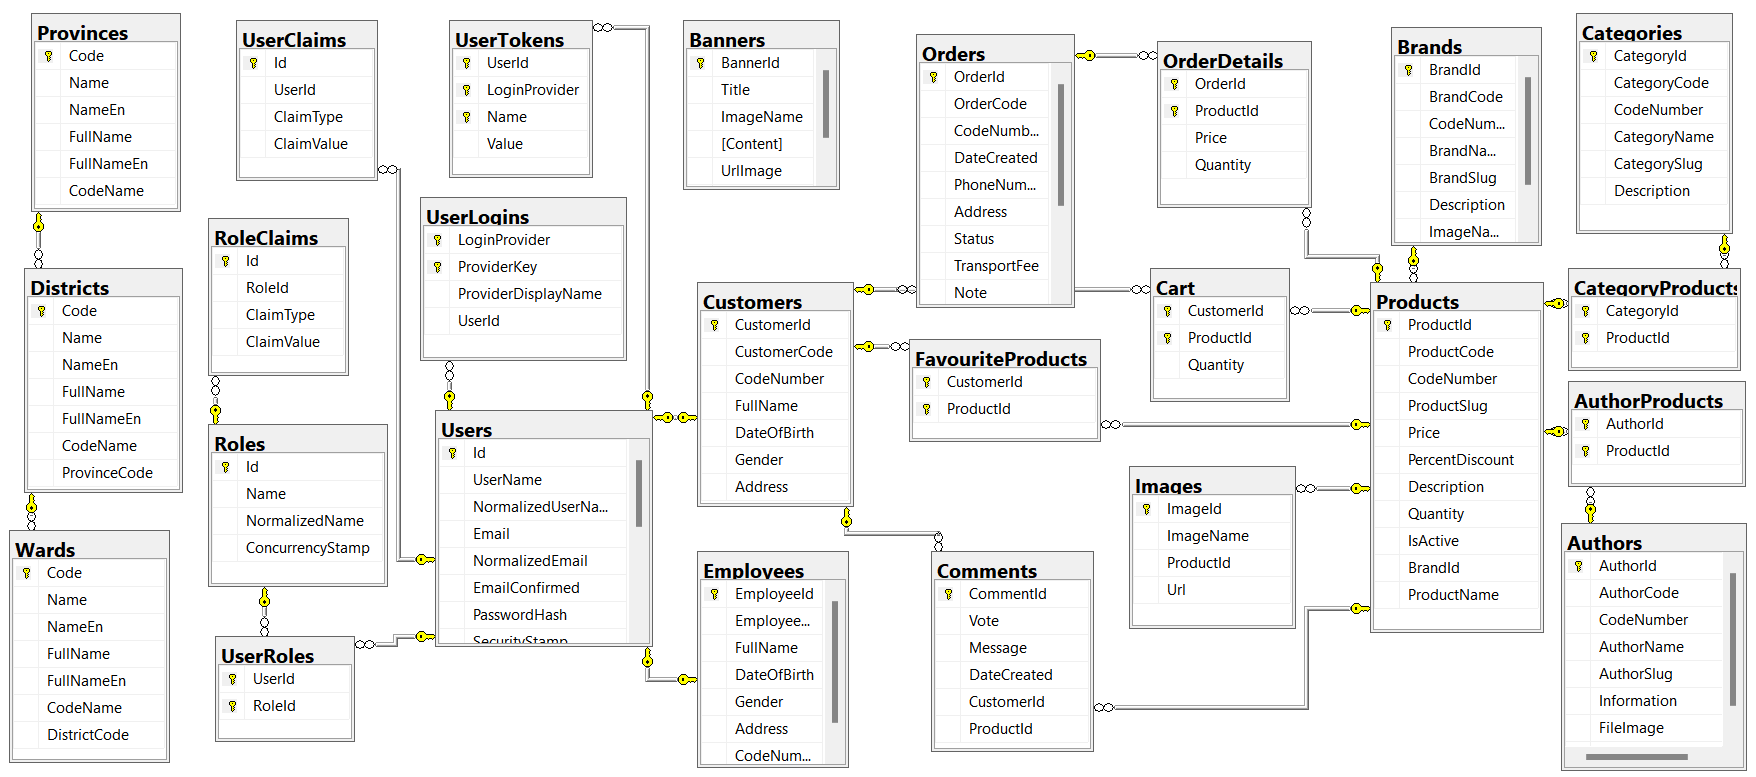 Provinces
Code
Name
NameEn
FullName
FullNameEn
CodeName
Districts
Code
Name
NameEn
FullName
FullNameEn
CodeName
ProvinceCode
Wards
Code
Name
NameEn
FullName
FullNameEn
CodeName
DistrictCode
UserClaims
Id
UserId
ClaimType
ClaimValue
RoleClaims
Id
RoleId
ClaimType
ClaimValue
Roles
Id
Name
NormalizedName
ConcurrencyStamp
UserRoles
UserId
RoleId
UserTokens
UserId
LoginProvider
Name
Value
UserLogins
LoginProvider
ProviderKey
ProviderDisplayName
UserId
Users
Id
UserName
NormalizedUserNa...
Email
NormalizedEmail
EmailConfirmed
PasswordHash
SecurityStamp
Banners
BannerId
Title
ImageName
[Content]
UrlImage
Customers
CustomerId
CustomerCode
CodeNumber
FullName
DateOfBirth
Gender
Address
Employees
EmployeeId
Employee...
FullName
DateOfBirth
Gender
Address
CodeNum...
Orders
OrderId
OrderCode
CodeNumb...
DateCreated
PhoneNum...
Address
Status
TransportFee
Note
FavouriteProducts
CustomerId
ProductId
Comments
CommentId
Vote
Message
DateCreated
CustomerId
ProductId
OrderDetails
OrderId
ProductId
Price
Quantity
Cart
CustomerId
ProductId
Quantity
Images
ImageId
ImageName
ProductId
Url
Brands
BrandId
BrandCode
CodeNum...
BrandNa...
BrandSlug
Description
ImageNa...
Products
ProductId
ProductCode
CodeNumber
ProductSlug
Price
PercentDiscount
Description
Quantity
IsActive
BrandId
ProductName
Categories
CategoryId
CategoryCode
CodeNumber
CategoryName
CategorySlug
Description
CategoryProducts
CategoryId
ProductId
AuthorProducts
AuthorId
ProductId
Authors
AuthorId
AuthorCode
CodeNumber
AuthorName
AuthorSlug
Information
FileImage